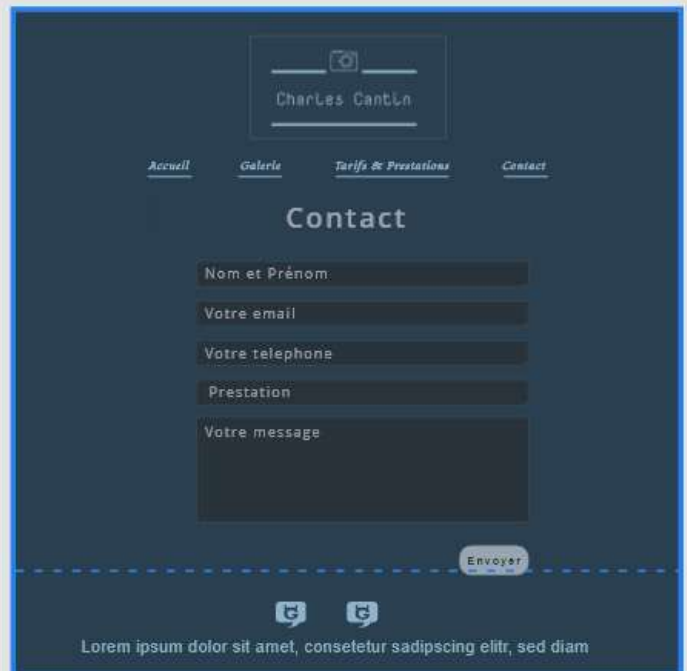 Charles Cantin
Accueil Galerie Tarifs & Prestations Contact
Contact
Nom et Prénom
Votre email
Votre telephone
Prestation
Votre message
Envoyer
Lorem ipsum dolor sit amet, consetetur sadipscing elitr, sed diam